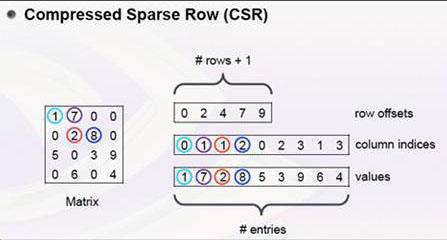 Compressed Sparse Row (CSR)
# rows + 1
1 7 0 0
0 2 8 0
5 0 3 9
0 6 0 4
Matrix
0 2 4 7 9 row offsets
0 1 1 2 0 2 3 1 3 column indices
1 7 2 8 5 3 9 6 4 values
# entries